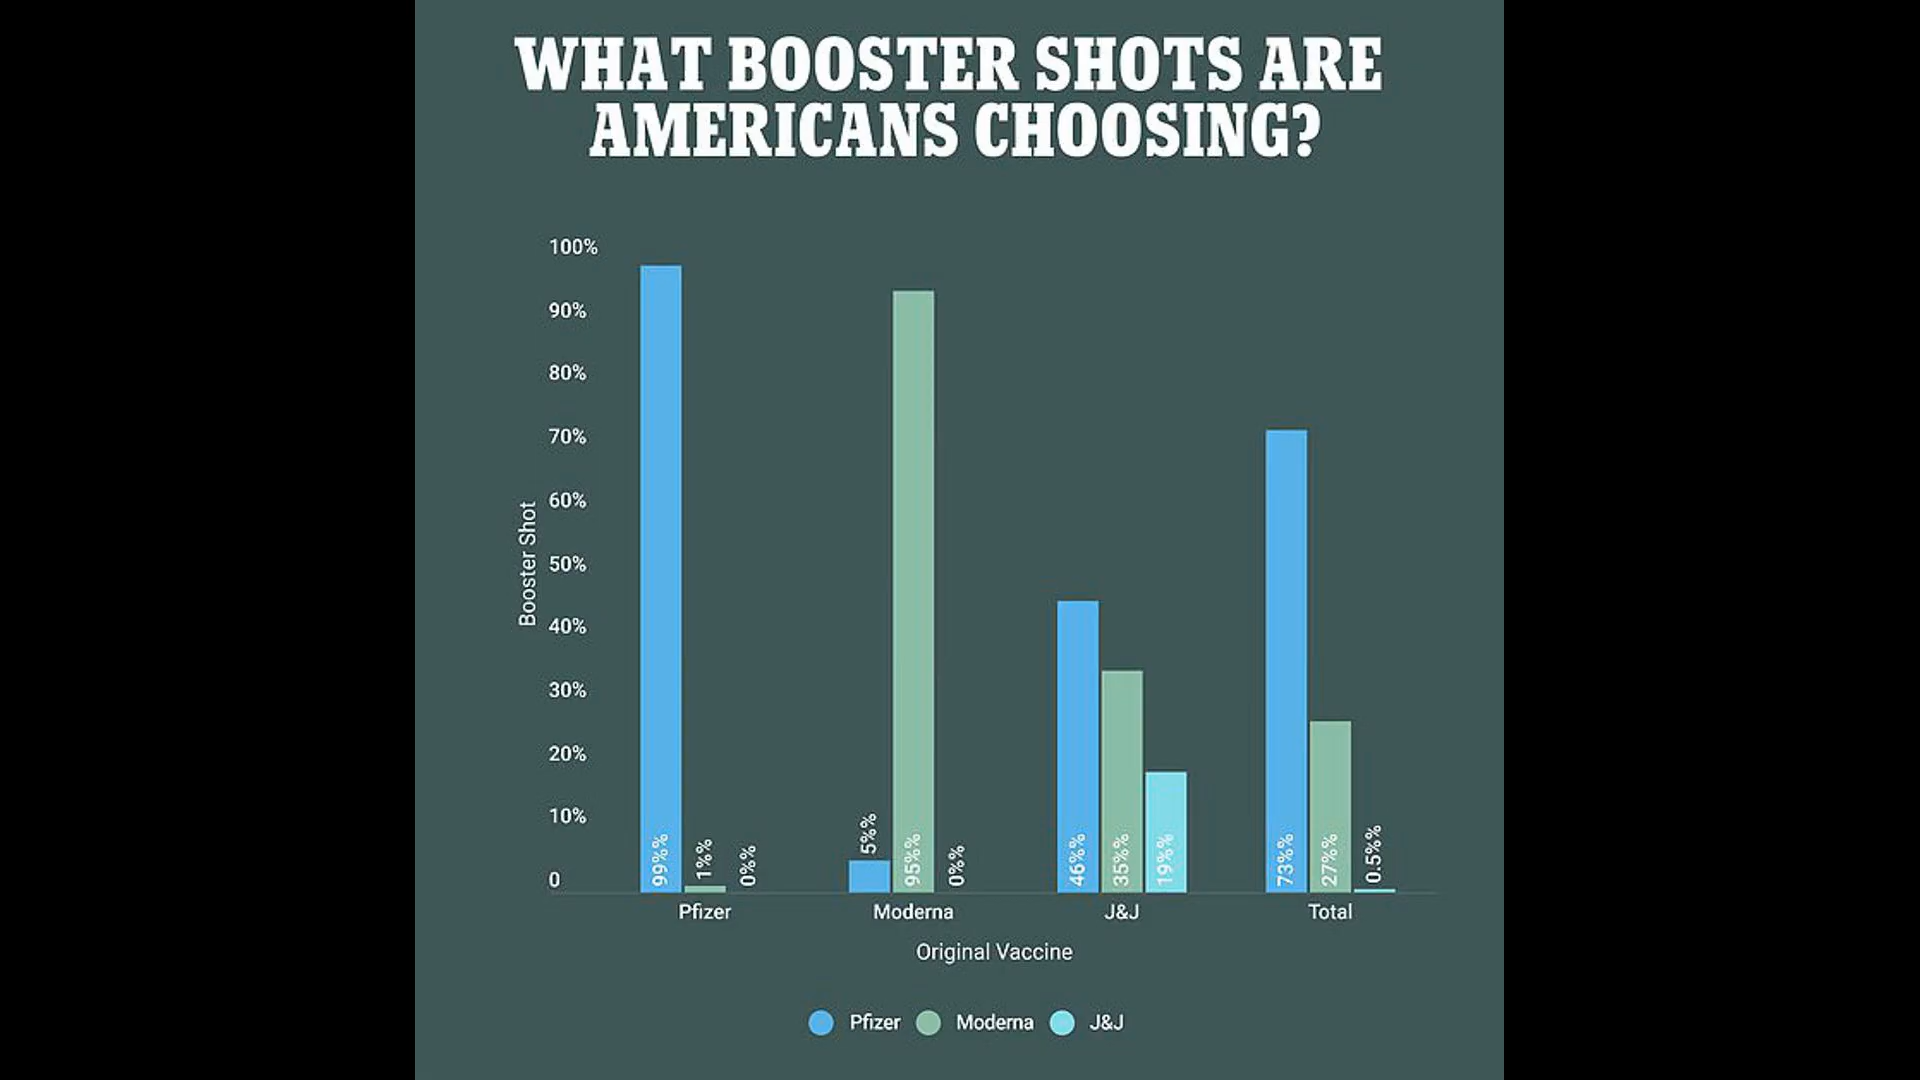 WHAT BOOSTER SHOTS ARE
AMERICANS CHOOSING?
100%
90%
80%
70%
60%
50%
40%
30%
20%
10%
0
Booster Shot
99%%
1%%
0%%
5%%
95%%
0%%
46%%
35%%
19%%
73%%
27%%
0.5%%
Pfizer
Moderna
J&J
Total
Original Vaccine
Pfizer
Moderna
J&J